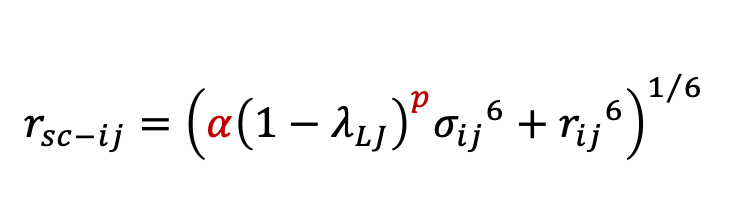 r_{sc-ij} = (α(1 − λ_{LJ})^p σ_{ij}^6 + r_{ij}^6)^{1/6}